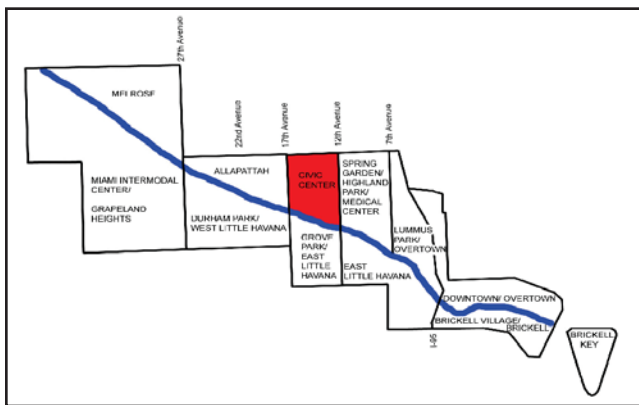 27th Avenue
22nd Avenue
17th Avenue
12th Avenue
7th Avenue
MELROSE
MIAMI INTERMODAL
CENTER/
GRAPELAND
HEIGHTS
ALLAPATTAH
DURHAM PARK/
WEST LITTLE HAVANA
CIVIC
CENTER
GROVE
PARK/
EAST
LITTLE
HAVANA
SPRING
GARDEN/
HIGHLAND
PARK/
MEDICAL
CENTER
EAST
LITTLE HAVANA
LUMMUS
PARK/
OVERTOWN
DOWNTOWN/ OVERTOWN
BRICKELL VILLAGE/
BRICKELL
I-95
BRICKELL
KEY